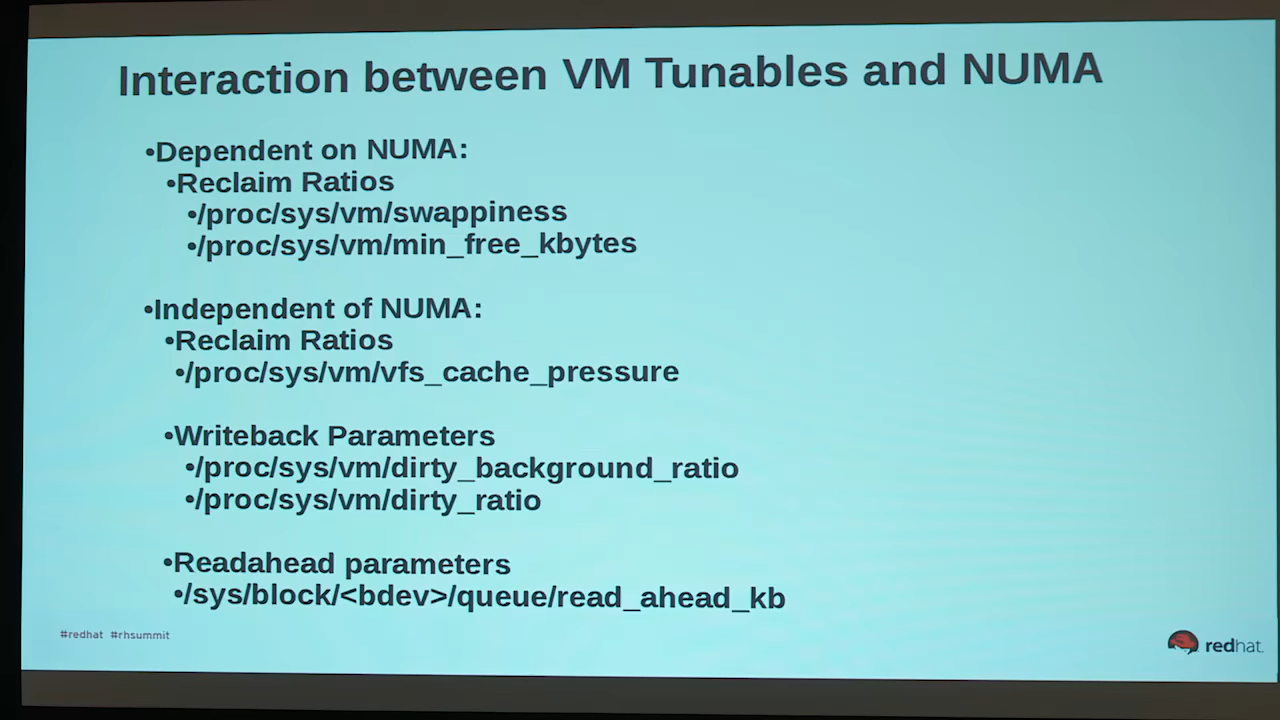 Interaction between VM Tunables and NUMA
•Dependent on NUMA:
•Reclaim Ratios
•/proc/sys/vm/swappiness
•/proc/sys/vm/min_free_kbytes
•Independent of NUMA:
•Reclaim Ratios
•/proc/sys/vm/vfs_cache_pressure
•Writeback Parameters
•/proc/sys/vm/dirty_background_ratio
•/proc/sys/vm/dirty_ratio
•Readahead parameters
•/sys/block/<bdev>/queue/read_ahead_kb
#redhat #rhsummit
redhat.